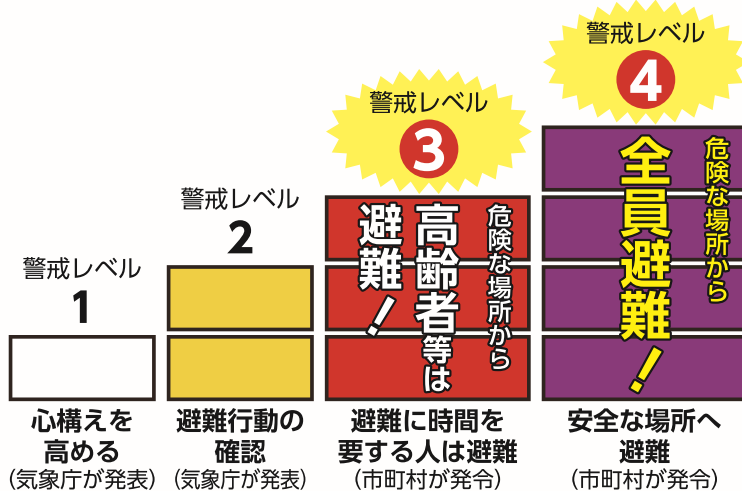 警戒レベル
1
心構えを
高める
(気象庁が発表)
警戒レベル
2
避難行動の
確認
(気象庁が発表)
警戒レベル
3
危険な場所から
高齢者等は
避難!
避難に時間を
要する人は避難
(市町村が発令)
警戒レベル
4
危険な場所から
全員避難!
安全な場所へ
避難
(市町村が発令)